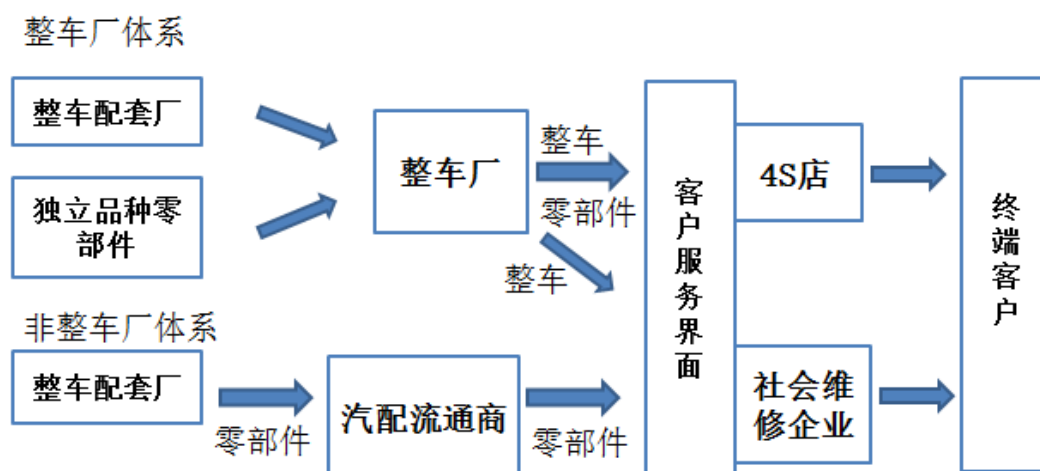 整车厂体系
整车配套厂
独立品种零
部件
整车厂
整车
零部件
整车
客户服务界面
4S店
终端客户
非整车厂体系
整车配套厂
零部件
汽配流通商
零部件
社会维
修企业